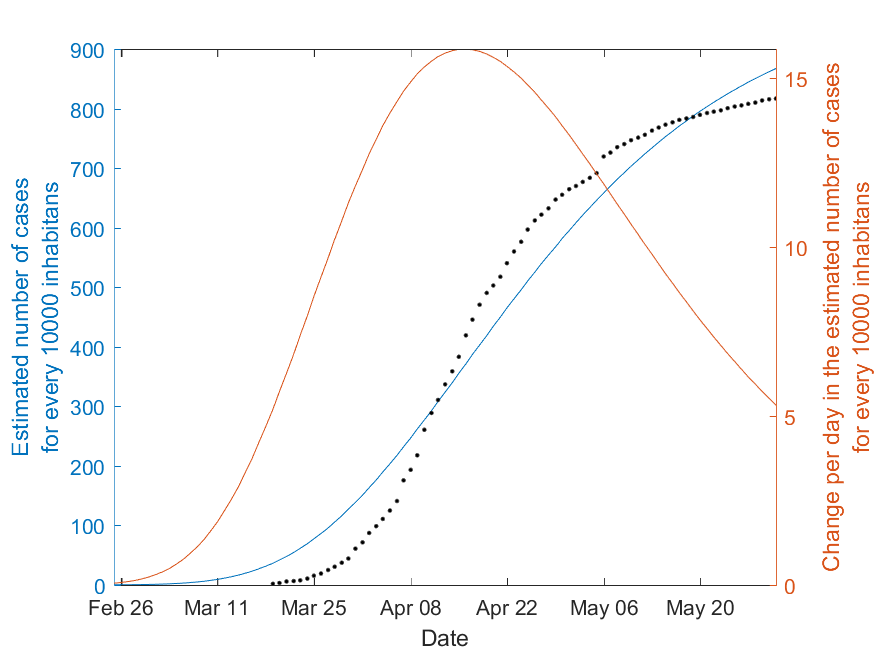 Estimated number of cases
for every 10000 inhabitans
900
800
700
600
500
400
300
200
100
0
15
10
5
0
Change per day in the estimated number of cases
for every 10000 inhabitans
Feb 26 Mar 11 Mar 25 Apr 08 Apr 22 May 06 May 20
Date